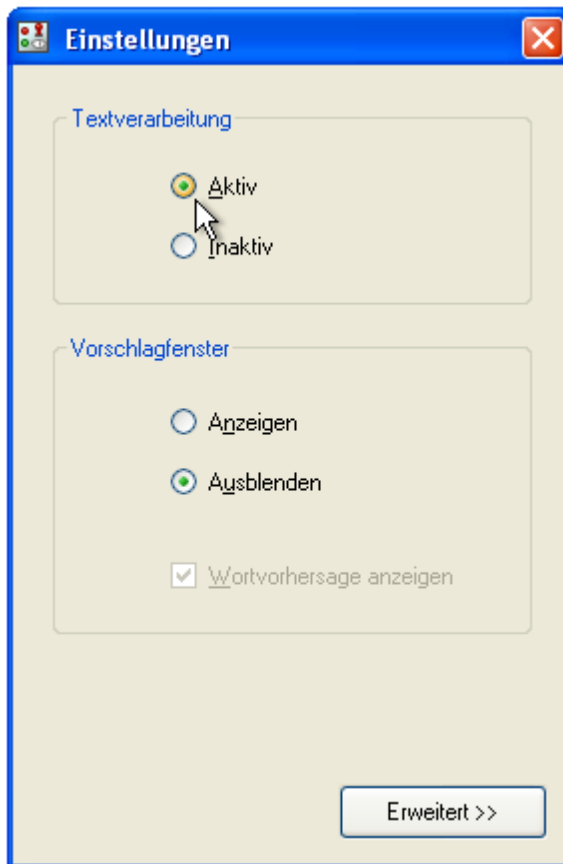 Einstellungen
Textverarbeitung
Aktiv
Inaktiv
Vorschlagfenster
Anzeigen
Ausblenden
Wortvorhersage anzeigen
Erweitert >>